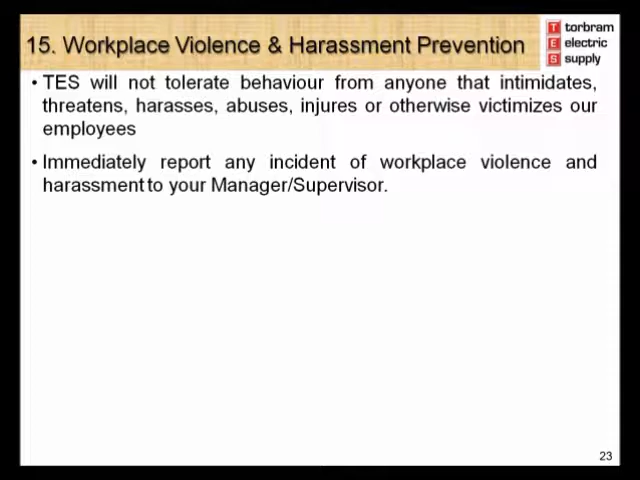 15. Workplace Violence & Harassment Prevention
T torbram
E electric
S supply
• TES will not tolerate behaviour from anyone that intimidates,
threatens, harasses, abuses, injures or otherwise victimizes our
employees
• Immediately report any incident of workplace violence and
harassment to your Manager/Supervisor.
23